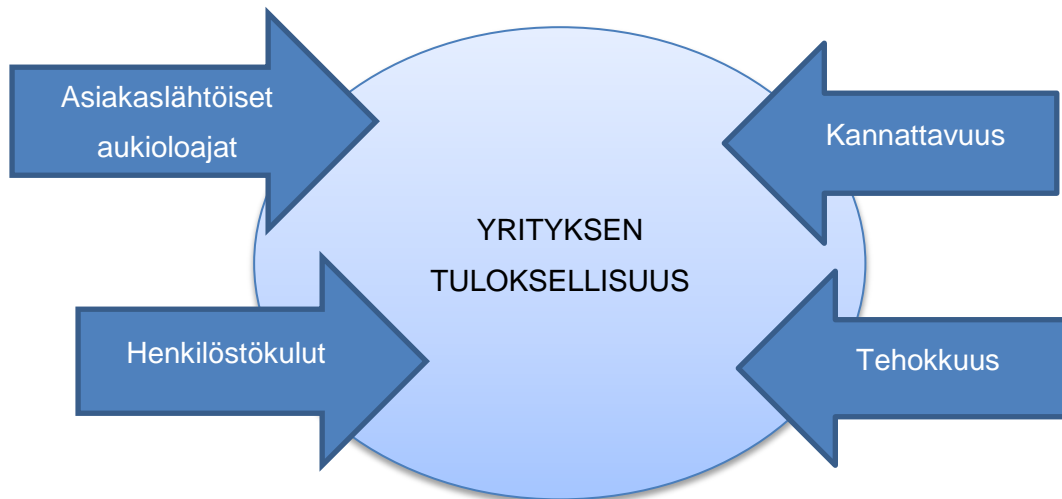 Asiakaslähtöiset
aukioloajat
Kannattavuus
YRITYKSEN
TULOKSELLISUUS
Henkilöstökulut
Tehokkuus